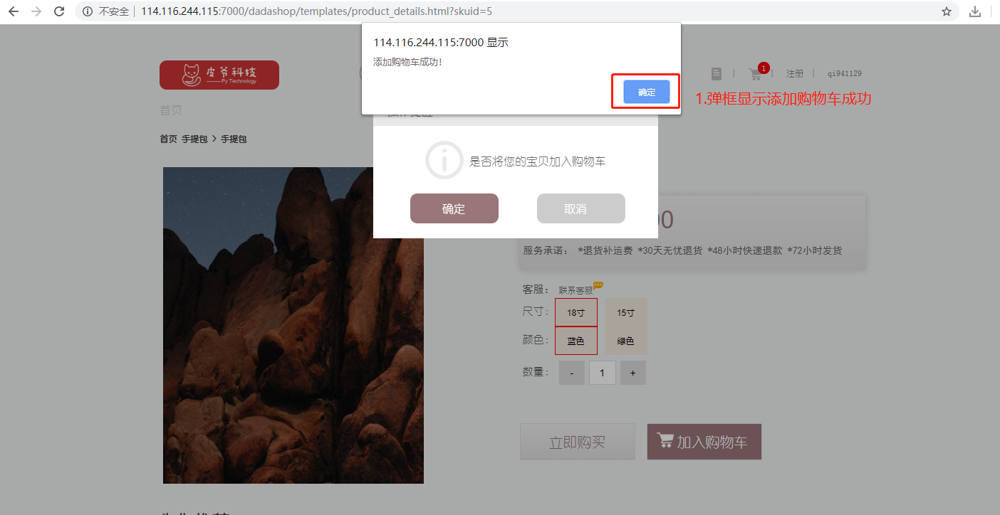 不安全 114.116.244.115:7000/dadashop/templates/product_details.html?skuid=5
114.116.244.115:7000 显示
添加购物车成功!
确定
皮爷科技
Py Technology
1
注册
qi941129
1.弹框显示添加购物车成功
首页
首页 手提包 > 手提包
是否将您的宝贝加入购物车
确定
取消
服务承诺： *退货补运费 *30天无忧退货 *48小时快速退款 *72小时发货
客服： 联系客服
尺寸： 18寸 15寸
颜色： 蓝色 绿色
数量： - 1 +
立即购买
加入购物车